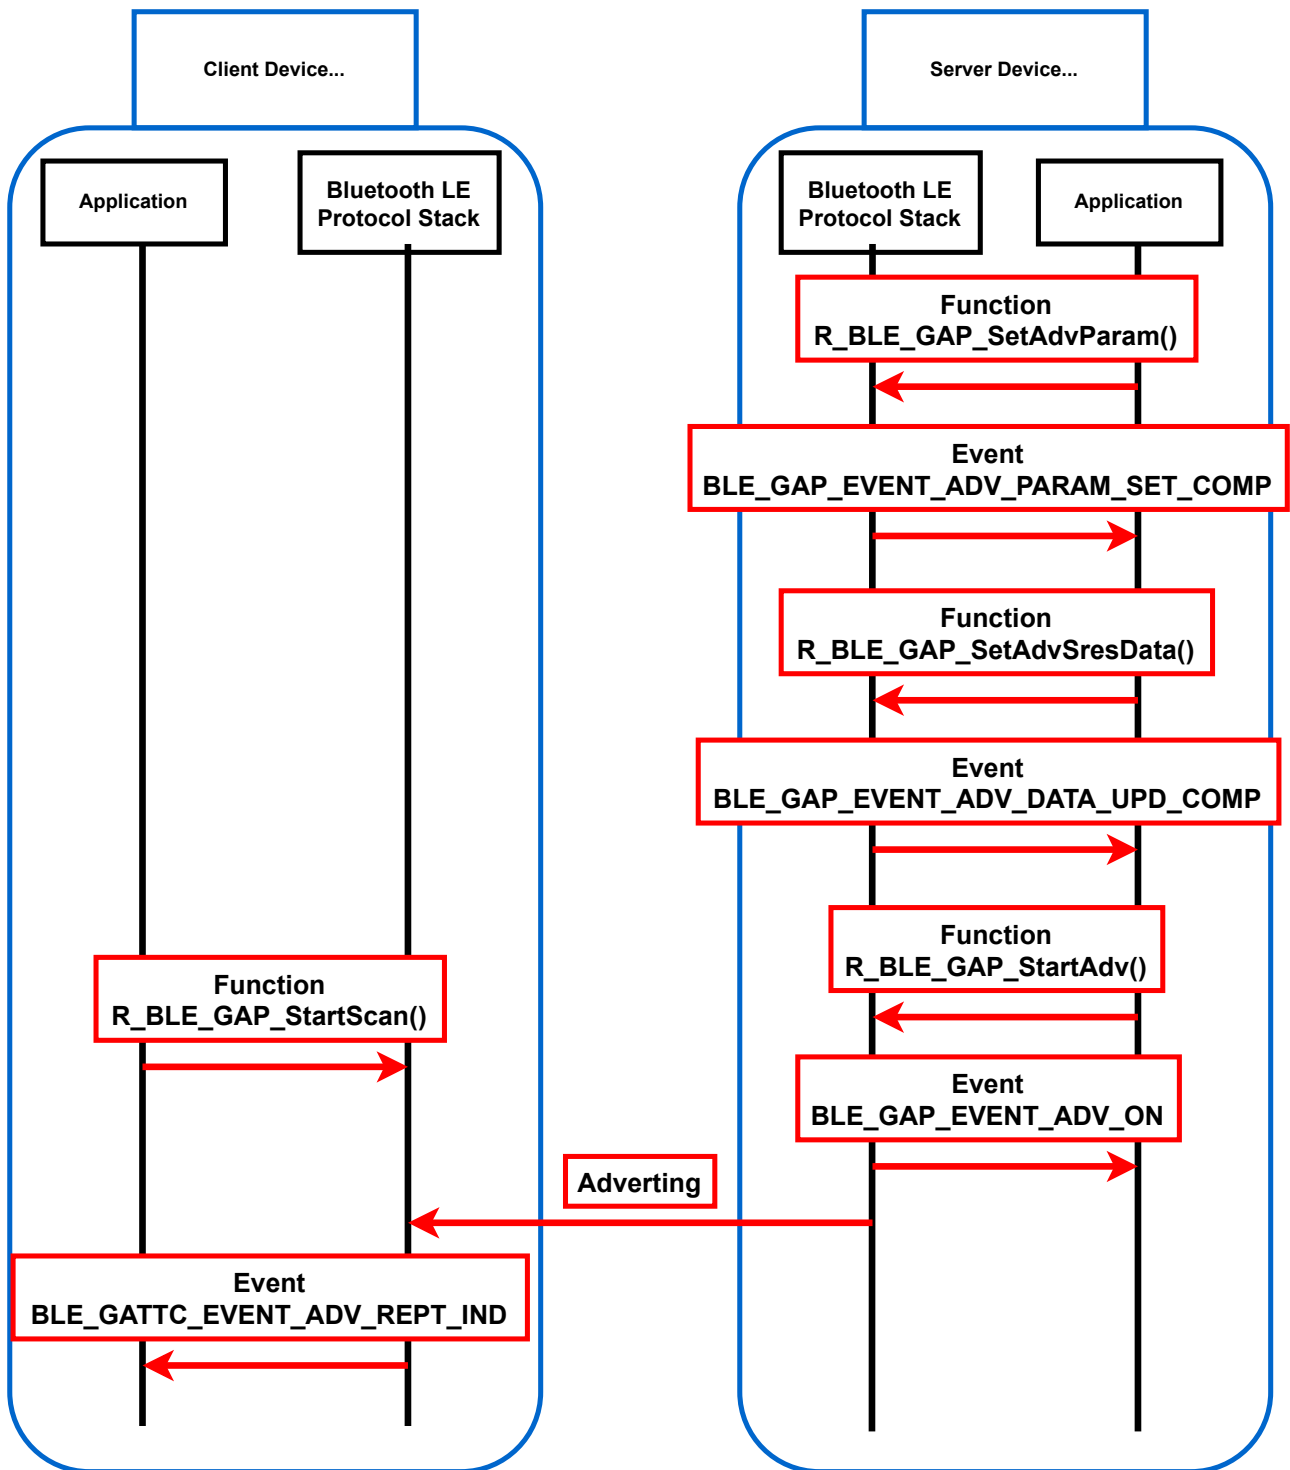 Client Device...
Server Device...
Application
Bluetooth LE
Protocol Stack
Bluetooth LE
Protocol Stack
Application
Function
R_BLE_GAP_SetAdvParam()
Event
BLE_GAP_EVENT_ADV_PARAM_SET_COMP
Function
R_BLE_GAP_SetAdvSresData()
Event
BLE_GAP_EVENT_ADV_DATA_UPD_COMP
Function
R_BLE_GAP_StartAdv()
Function
R_BLE_GAP_StartScan()
Event
BLE_GAP_EVENT_ADV_ON
Adverting
Event
BLE_GATTC_EVENT_ADV_REPT_IND